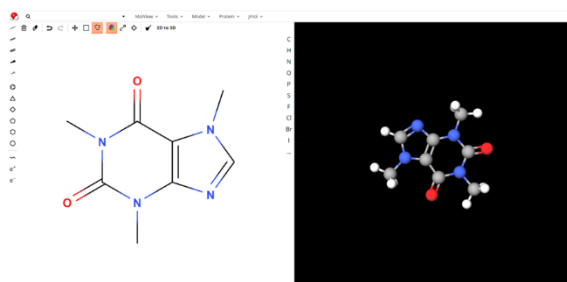 MolView Tools Model Protein Jmol
2D to 3D
C
H
N
O
P
S
F
Cl
Br
I
...
O
N
N
O
N
N
e+
e-